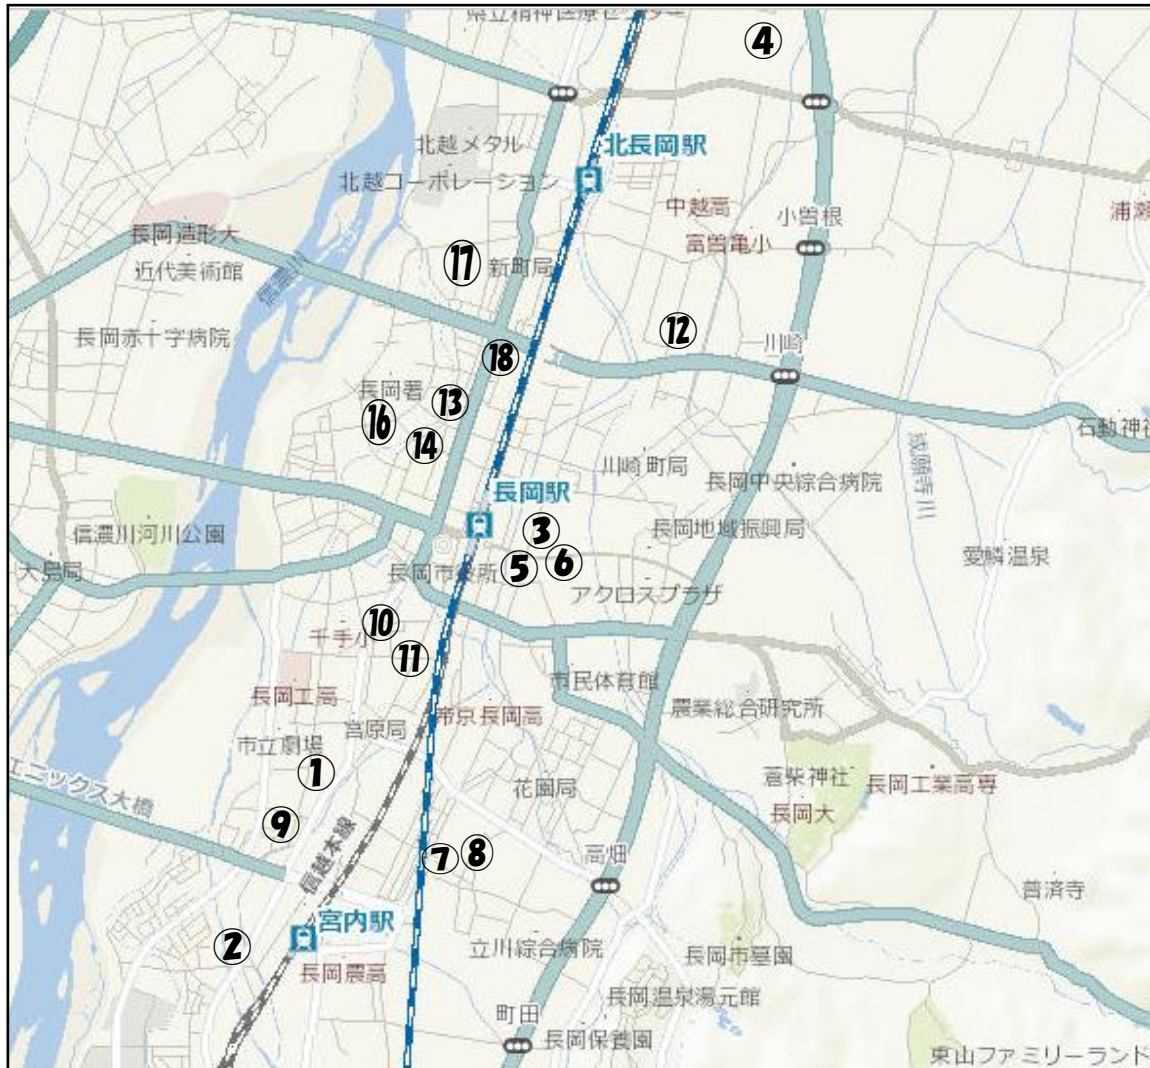 県立精神医療センター
④
北越メタル
北長岡駅
北越コーポレーション
中越高
小曽根
浦瀬
長岡造形大
富曽亀小
近代美術館
信濃川
⑰
新町局
長岡赤十字病院
⑫
川崎
⑱
長岡署
⑬
⑯
⑭
石動神社
川崎町局
成願寺川
長岡中央綜合病院
長岡駅
信濃川河川公園
③
長岡地域振興局
愛鱗温泉
大島局
長岡市役所
⑤
⑥
アクロスプラザ
⑩
千手小
⑪
市民体育館
長岡工高
農業総合研究所
帝京長岡高
宮原局
市立劇場
①
花園局
蒼柴神社
長岡工業高専
長岡大
ェニックス大橋
⑨
信越本線
⑦
⑧
高畑
普済寺
宮内駅
②
立川綜合病院
長岡市墓園
長岡農高
長岡温泉湯元館
町田
長岡保養園
東山ファミリーランド